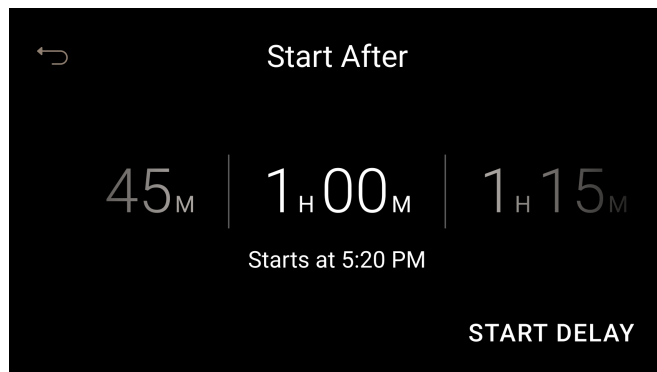 Start After
45M 1H00M 1H15M
Starts at 5:20 PM
START DELAY